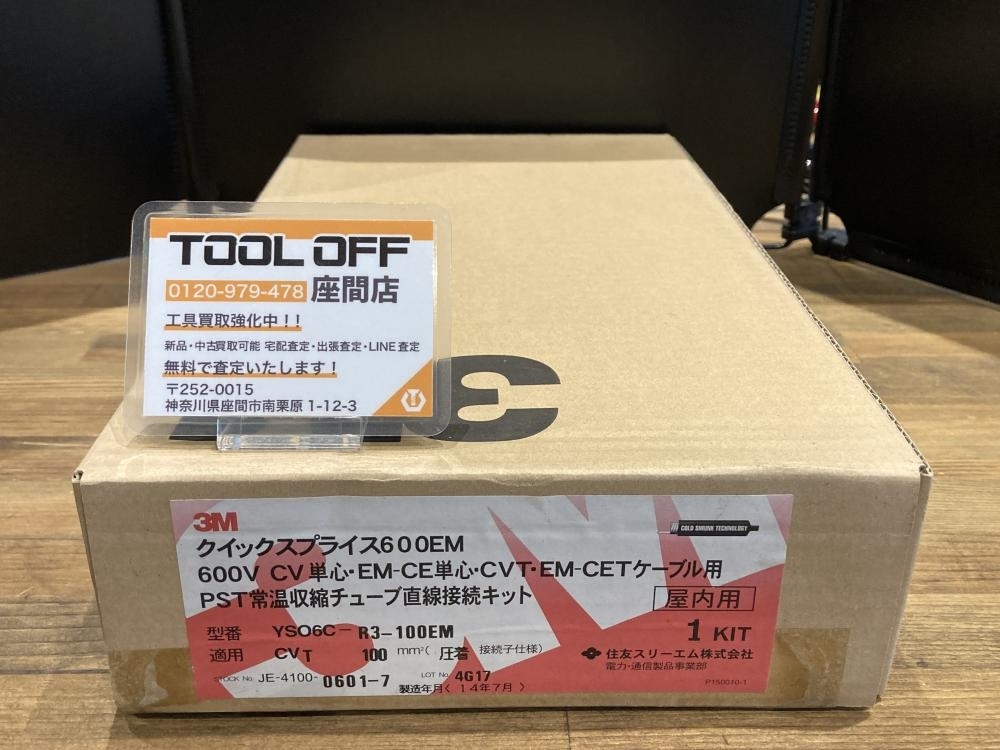 TOOL OFF
0120-979-478 座間店
工具買取強化中！！
新品・中古買取可能 宅配査定・出張査定・LINE査定
無料で査定いたします！
〒252-0015
神奈川県座間市南栗原 1-12-3
3M
COLD SHRINK TECHNOLOGY
クイックスプライス600EM
600V CV単心・EM-CE単心・CVT・EM-CETケーブル用
PST常温収縮チューブ直線接続キット
屋内用
型番 YS06C-R3-100EM
1 KIT
適用 CVT 100 mm²( 圧着 接続子仕様)
住友スリーエム株式会社
電力・通信製品事業部
STOCK No. JE-4100-0601-7 LOT No. 4G17
製造年月( 14年7月 )
P150010-1